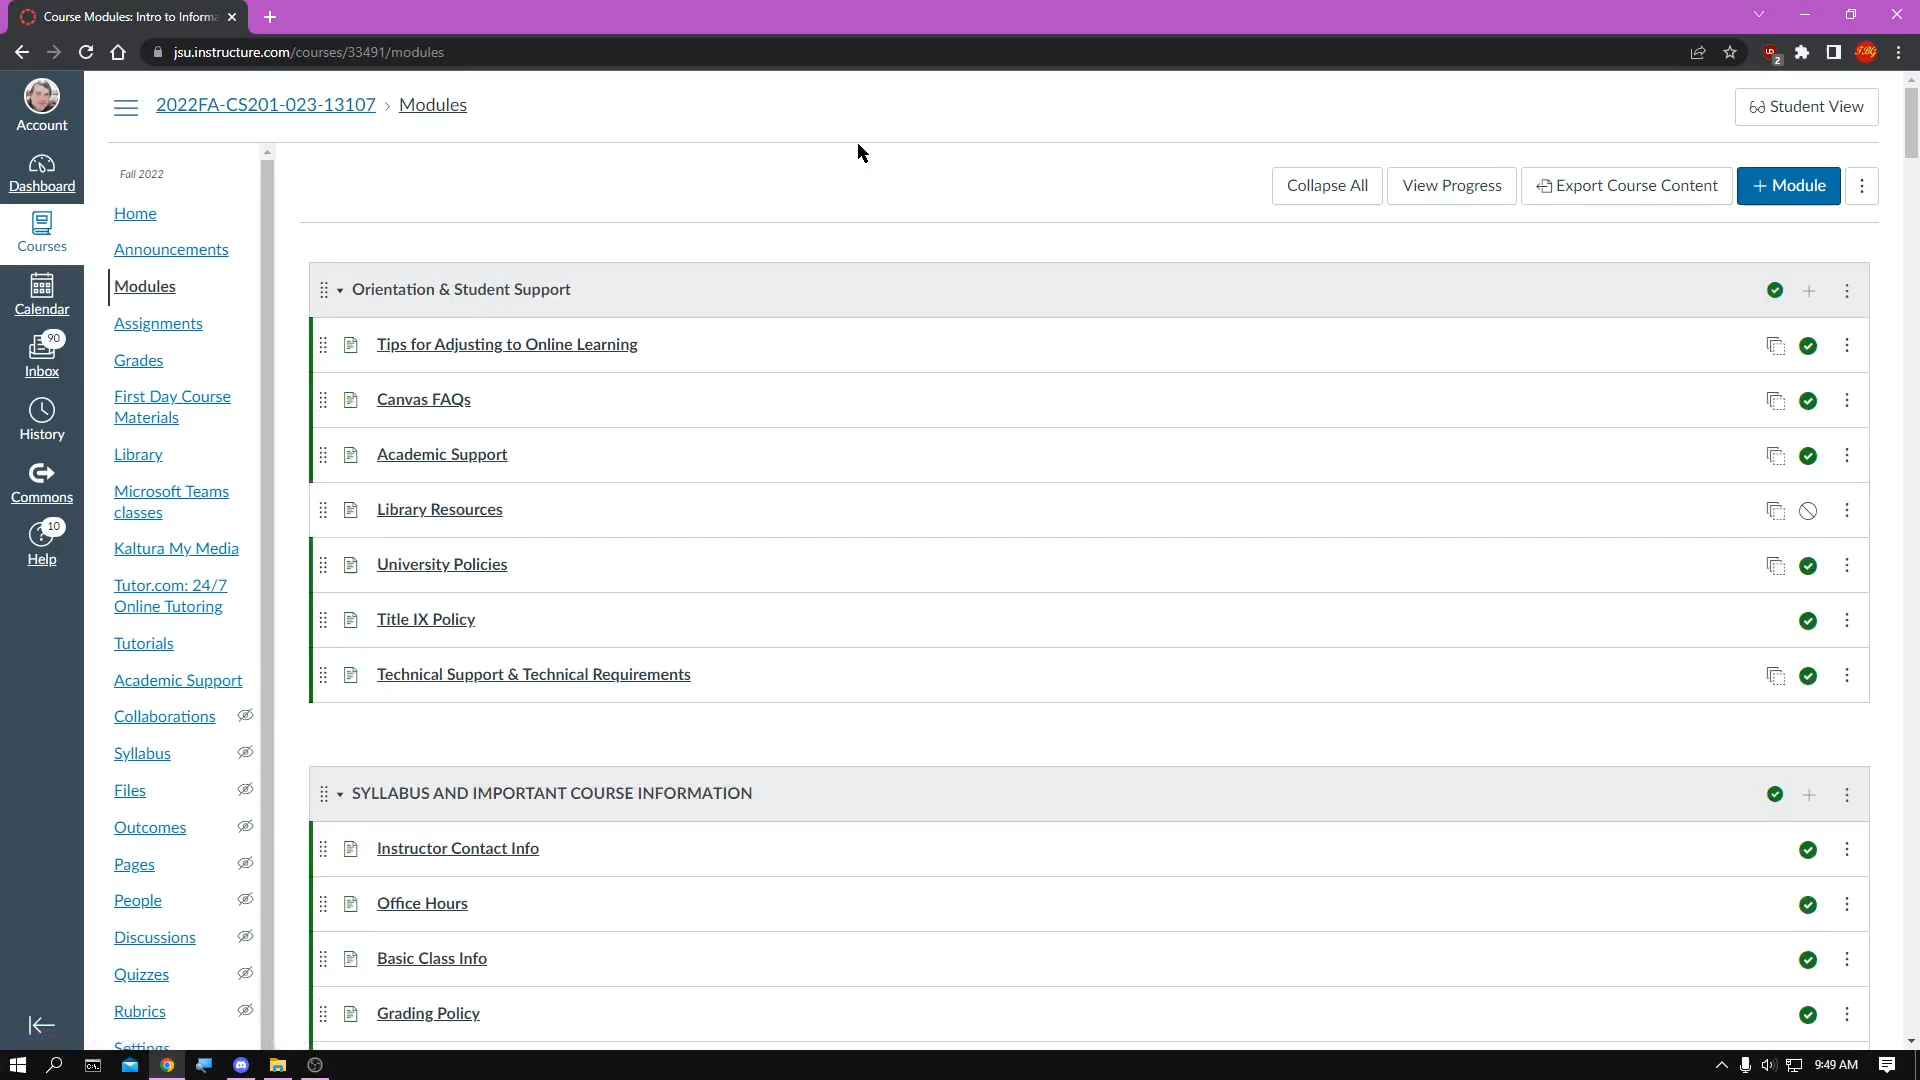 Course Modules: Intro to Informa
jsu.instructure.com/courses/33491/modules
2
Account
Dashboard
Courses
Calendar
90
Inbox
History
Commons
10
Help
2022FA-CS201-023-13107 › Modules
Student View
Fall 2022
Home
Announcements
Modules
Assignments
Grades
First Day Course
Materials
Library
Microsoft Teams
classes
Kaltura My Media
Tutor.com: 24/7
Online Tutoring
Tutorials
Academic Support
Collaborations
Syllabus
Files
Outcomes
Pages
People
Discussions
Quizzes
Rubrics
Settings
Collapse All
View Progress
Export Course Content
+ Module
Orientation & Student Support
Tips for Adjusting to Online Learning
Canvas FAQs
Academic Support
Library Resources
University Policies
Title IX Policy
Technical Support & Technical Requirements
SYLLABUS AND IMPORTANT COURSE INFORMATION
Instructor Contact Info
Office Hours
Basic Class Info
Grading Policy
9:49 AM